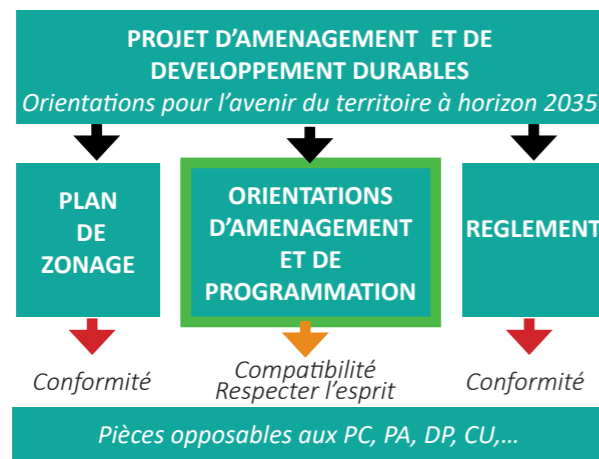 PROJET D'AMENAGEMENT ET DE
DEVELOPPEMENT DURABLES
Orientations pour l'avenir du territoire à horizon 2035
PLAN
DE
ZONAGE
ORIENTATIONS
D'AMENAGEMENT
ET DE
PROGRAMMATION
REGLEMENT
Conformité
Compatibilité
Respecter l'esprit
Conformité
Pièces opposables aux PC, PA, DP, CU,...